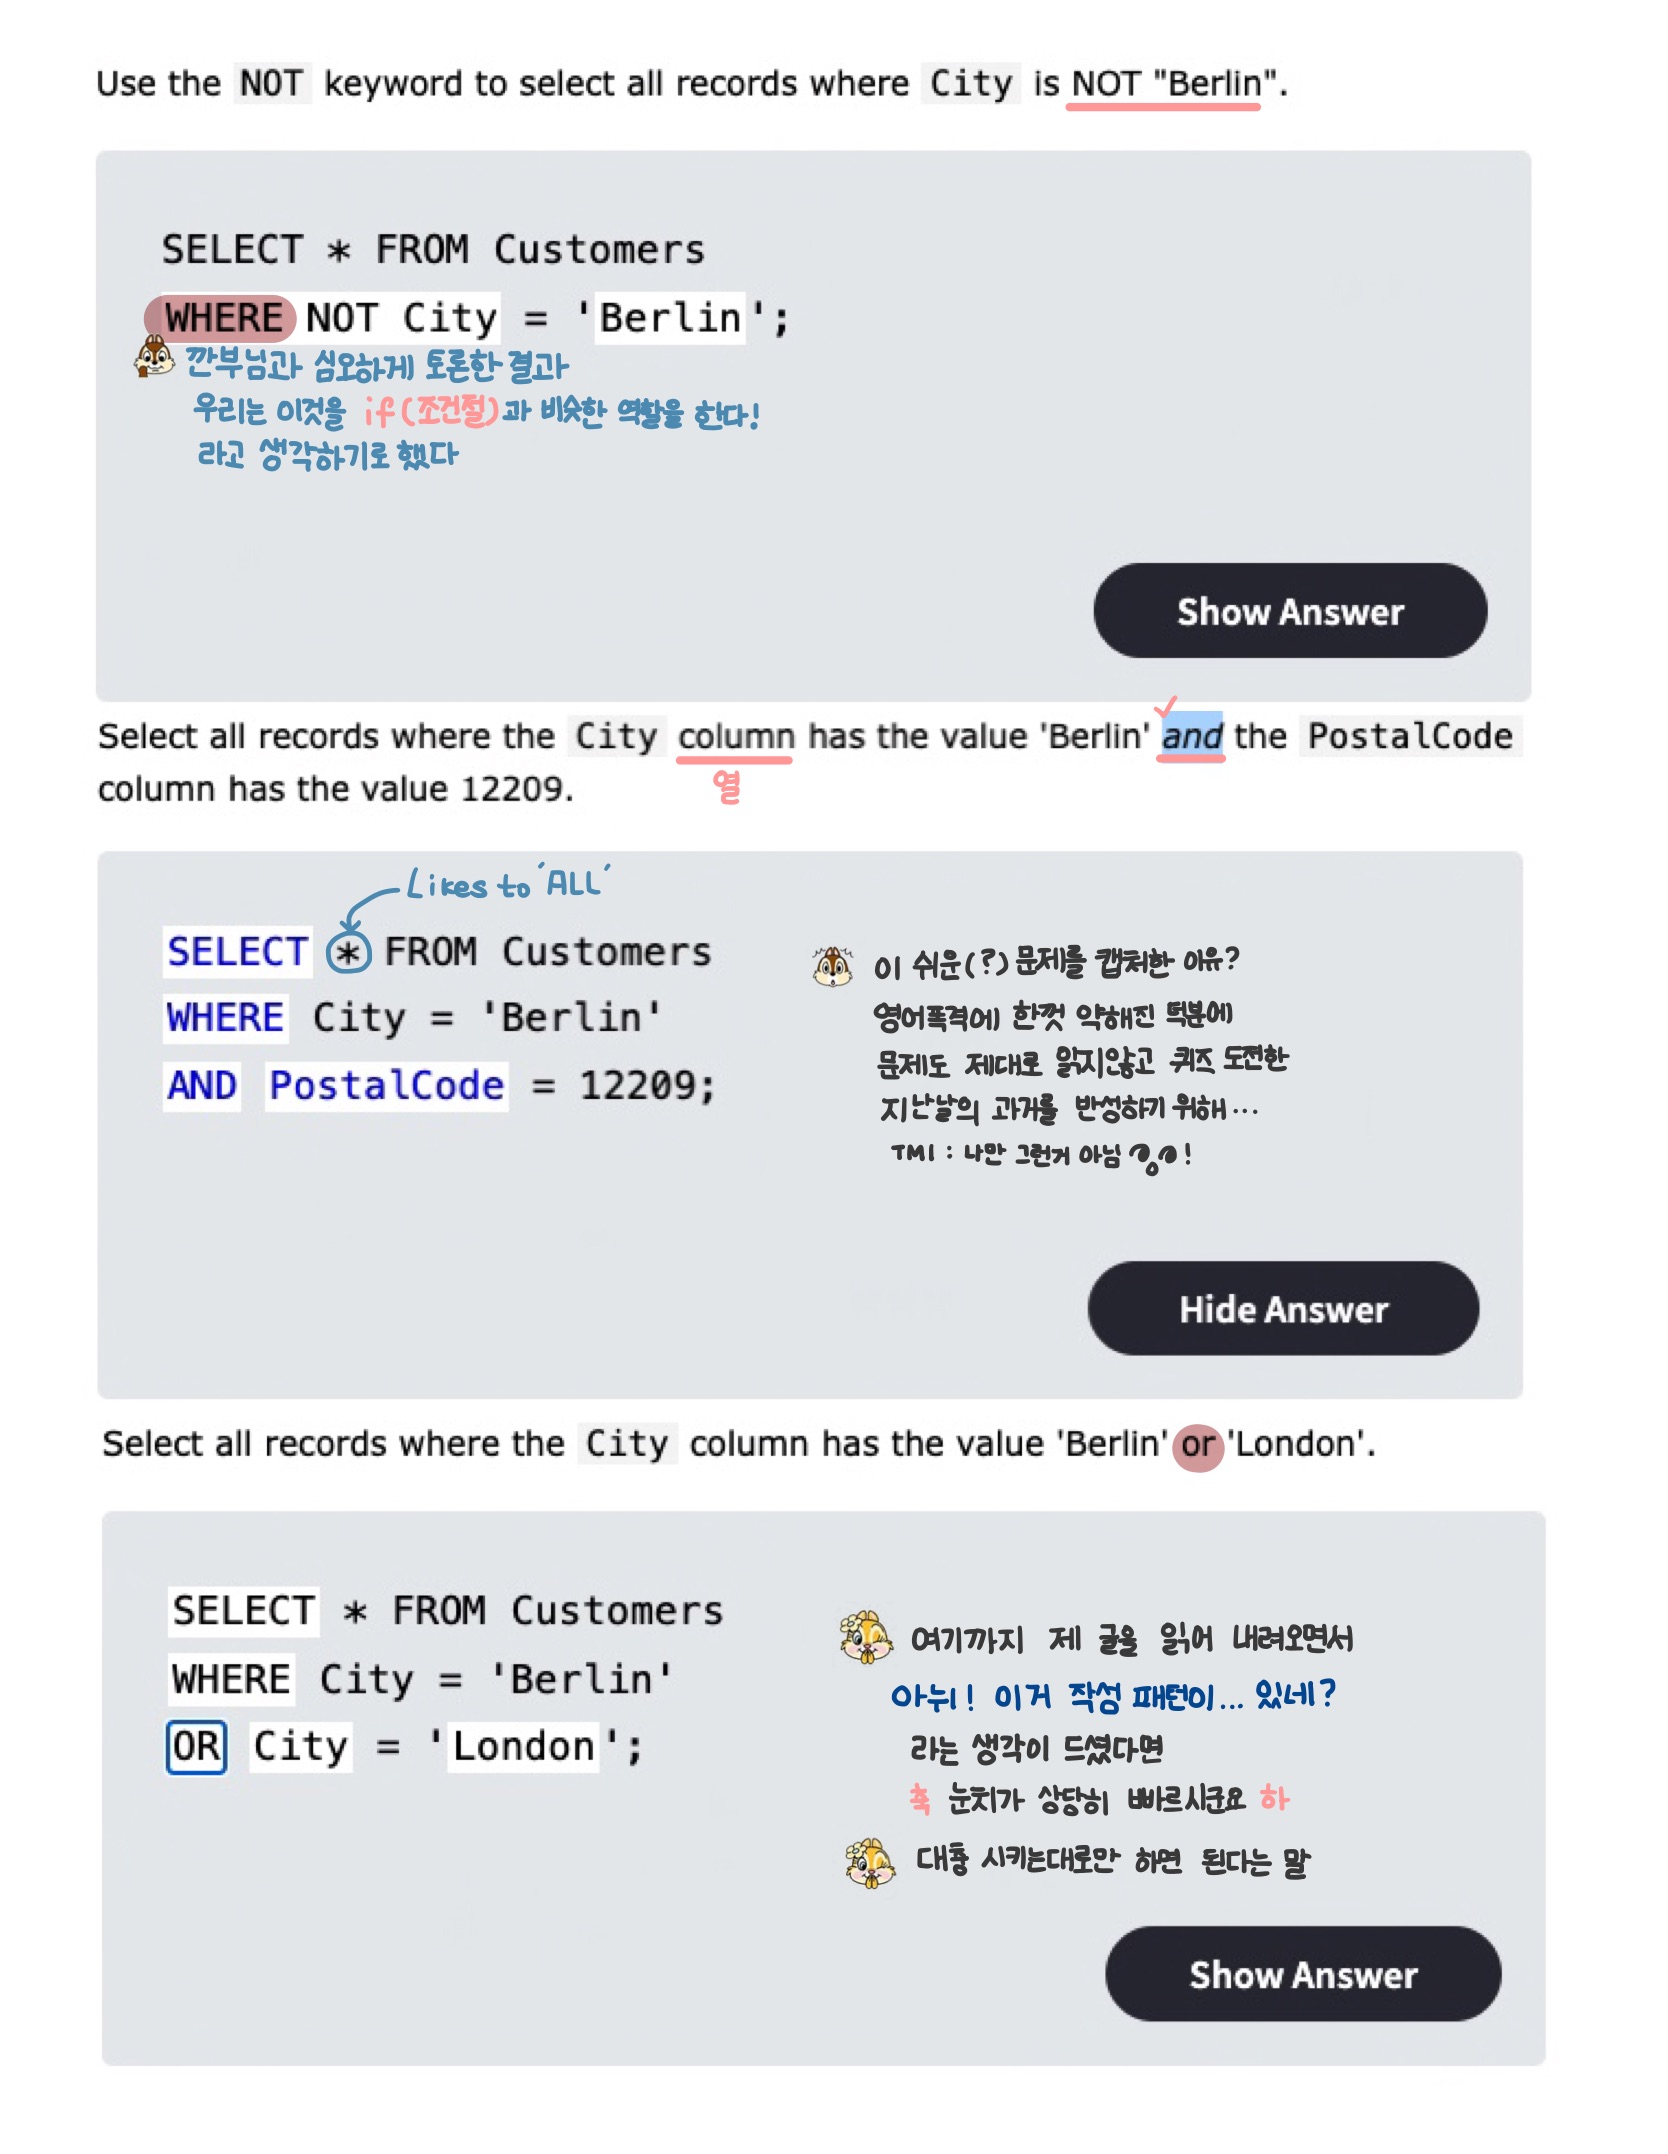 Use the NOT keyword to select all records where City is NOT "Berlin".
SELECT * FROM Customers
WHERE NOT City = 'Berlin';
깐부님과 심오하게 토론한 결과
우리는 이것을 if(조건절)과 비슷한 역할을 한다!
라고 생각하기로 했다
Show Answer
Select all records where the City column has the value 'Berlin' and the PostalCode
column has the value 12209.
열
Likes to 'ALL'
SELECT * FROM Customers
WHERE City = 'Berlin'
AND PostalCode = 12209;
이 쉬운(?) 문제를 캡쳐한 이유?
영어폭격에 한껏 약해진 덕분에
문제도 제대로 읽지않고 퀴즈 도전한
지난날의 과거를 반성하기 위해...
TMI : 나만 그런거 아님 !
Hide Answer
Select all records where the City column has the value 'Berlin' or 'London'.
SELECT * FROM Customers
WHERE City = 'Berlin'
OR City = 'London';
여기까지 제 글을 읽어 내려오면서
아뉘! 이거 작성 패턴이... 있네?
라는 생각이 드셨다면
축 눈치가 상당히 빠르시군요 하
대충 시키는대로만 하면 된다는 말
Show Answer